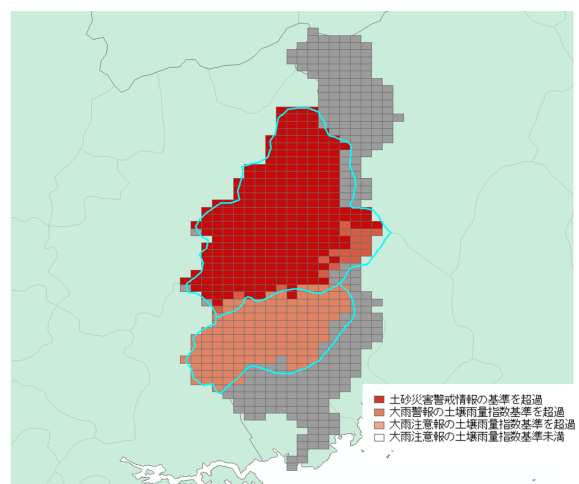 土砂災害警戒情報の基準を超過
大雨警報の土壌雨量指数基準を超過
大雨注意報の土壌雨量指数基準を超過
大雨注意報の土壌雨量指数基準未満